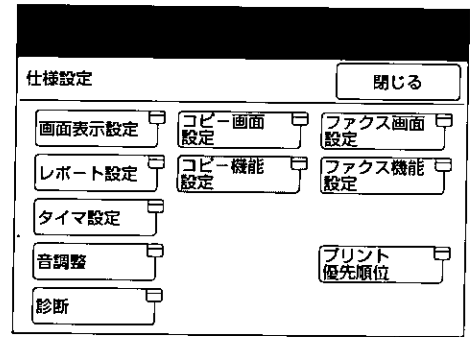 仕様設定
閉じる
画面表示設定
コピー画面
設定
ファクス画面
設定
レポート設定
コピー機能
設定
ファクス機能
設定
タイマ設定
音調整
プリント
優先順位
診断